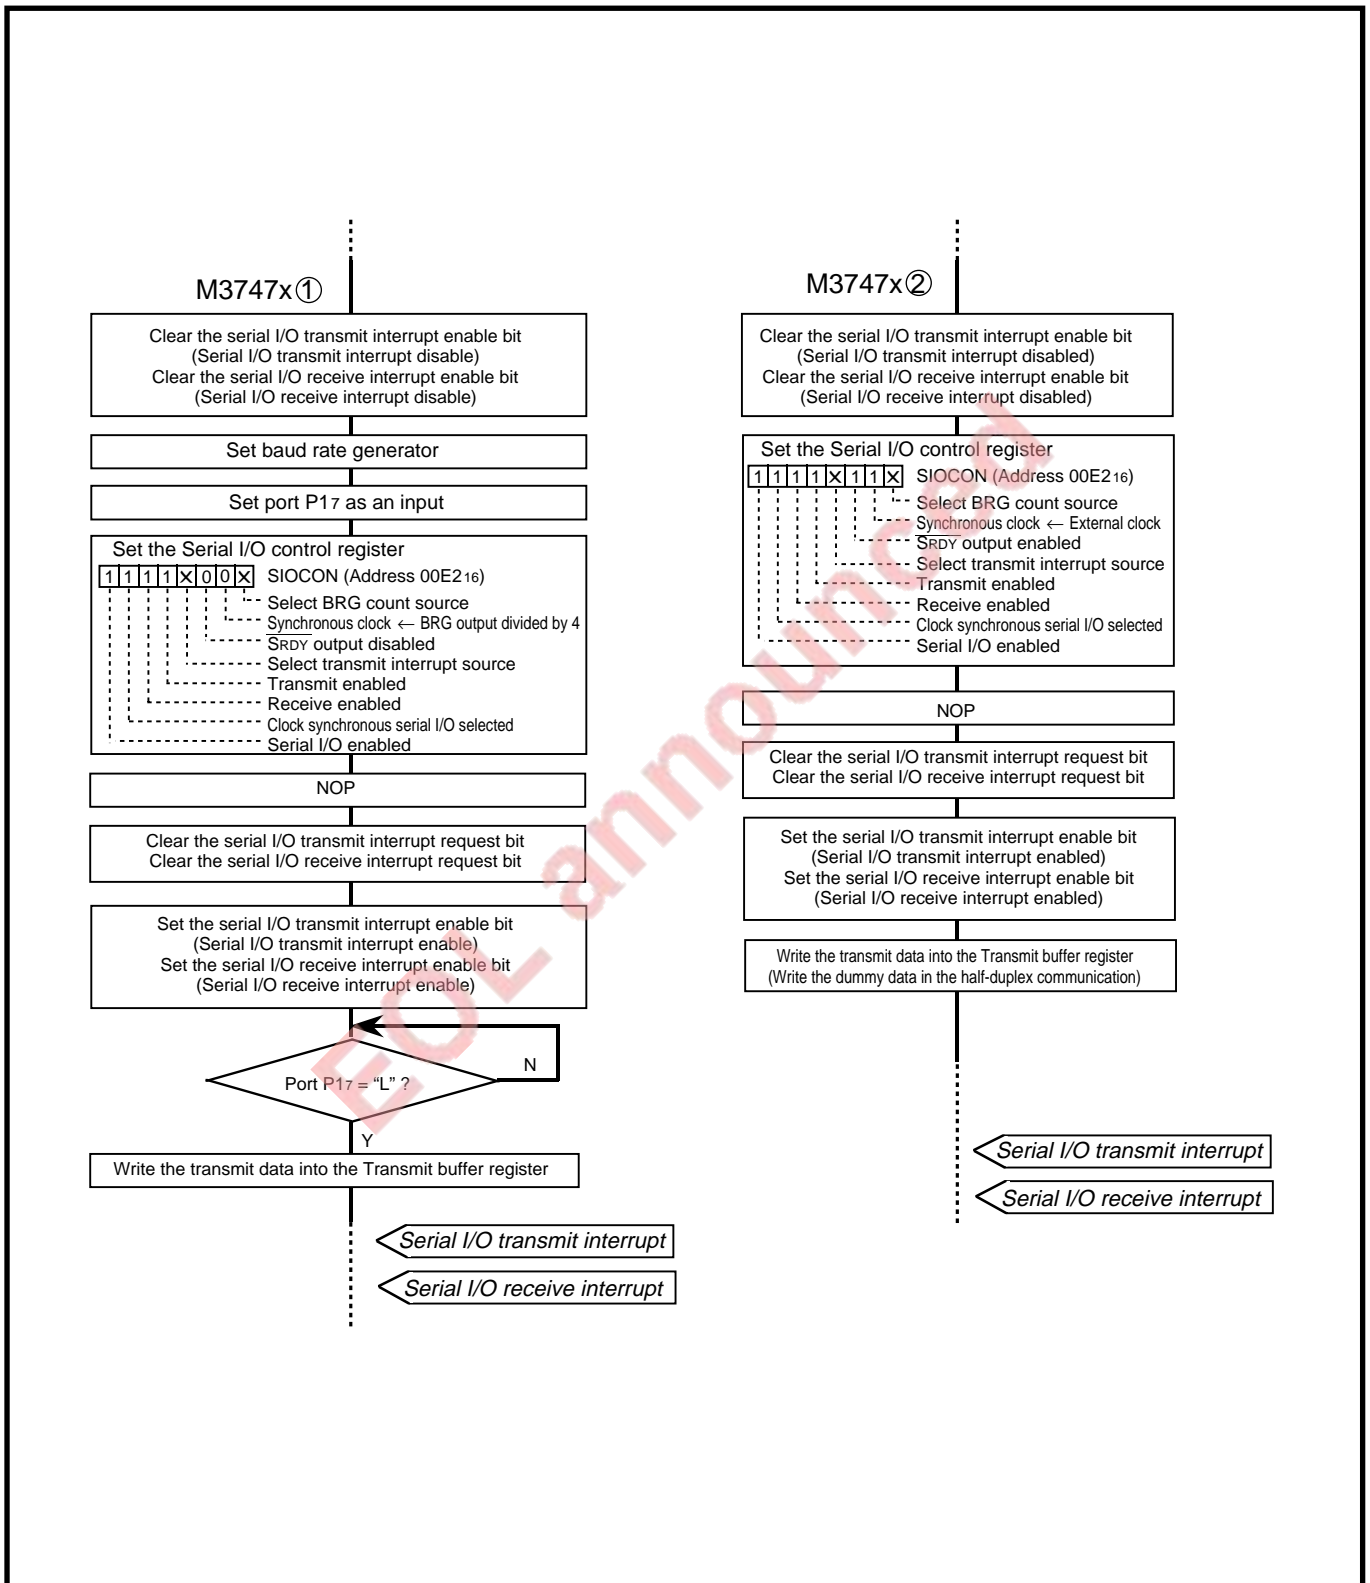 M3747x①
Clear the serial I/O transmit interrupt enable bit
(Serial I/O transmit interrupt disable)
Clear the serial I/O receive interrupt enable bit
(Serial I/O receive interrupt disable)
Set baud rate generator
Set port P17 as an input
Set the Serial I/O control register
1 1 1 1 X 0 0 X SIOCON (Address 00E216)
Select BRG count source
Synchronous clock ← BRG output divided by 4
SRDY output disabled
Select transmit interrupt source
Transmit enabled
Receive enabled
Clock synchronous serial I/O selected
Serial I/O enabled
NOP
Clear the serial I/O transmit interrupt request bit
Clear the serial I/O receive interrupt request bit
Set the serial I/O transmit interrupt enable bit
(Serial I/O transmit interrupt enable)
Set the serial I/O receive interrupt enable bit
(Serial I/O receive interrupt enable)
Port P17 = “L” ?
N
Y
Write the transmit data into the Transmit buffer register
Serial I/O transmit interrupt
Serial I/O receive interrupt
M3747x②
Clear the serial I/O transmit interrupt enable bit
(Serial I/O transmit interrupt disabled)
Clear the serial I/O receive interrupt enable bit
(Serial I/O receive interrupt disabled)
Set the Serial I/O control register
1 1 1 1 X 1 1 X SIOCON (Address 00E216)
Select BRG count source
Synchronous clock ← External clock
SRDY output enabled
Select transmit interrupt source
Transmit enabled
Receive enabled
Clock synchronous serial I/O selected
Serial I/O enabled
NOP
Clear the serial I/O transmit interrupt request bit
Clear the serial I/O receive interrupt request bit
Set the serial I/O transmit interrupt enable bit
(Serial I/O transmit interrupt enabled)
Set the serial I/O receive interrupt enable bit
(Serial I/O receive interrupt enabled)
Write the transmit data into the Transmit buffer register
(Write the dummy data in the half-duplex communication)
Serial I/O transmit interrupt
Serial I/O receive interrupt
EOL announced